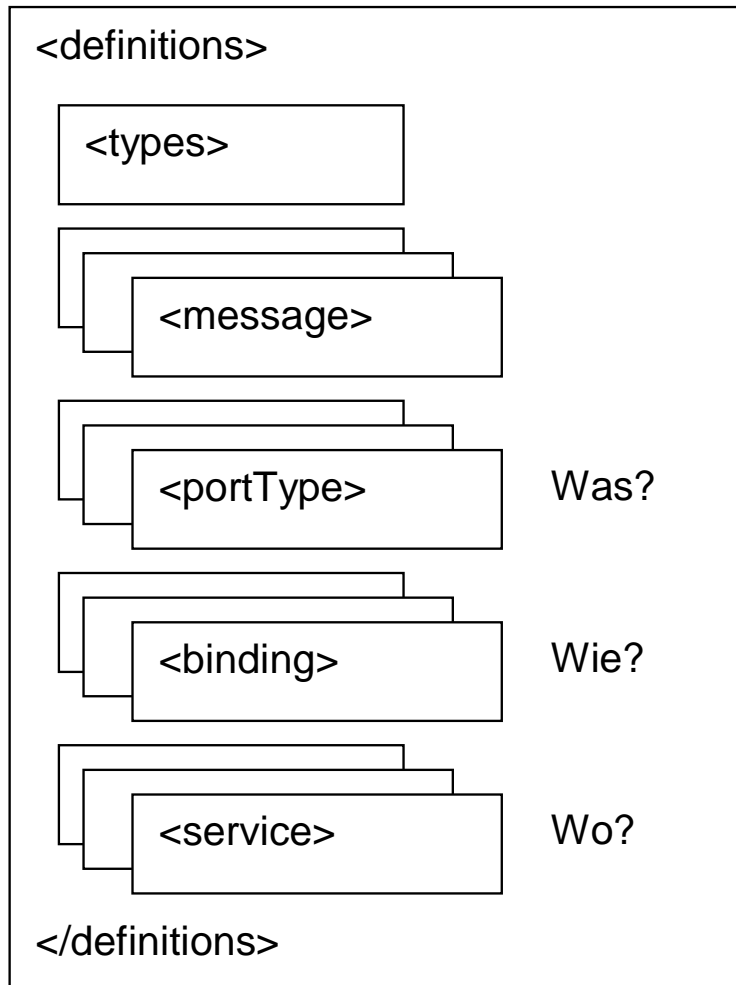 <definitions>
<types>
<message>
<portType> Was?
<binding> Wie?
<service> Wo?
</definitions>